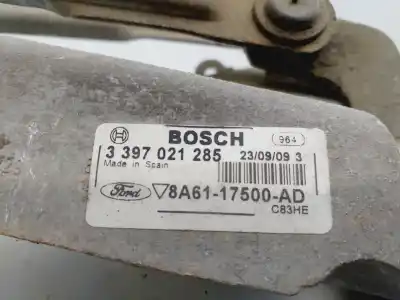 BOSCH 964
3 397 021 285 23/09/09 3
Made in Spain
Ford 8A61-17500-AD
C83HE